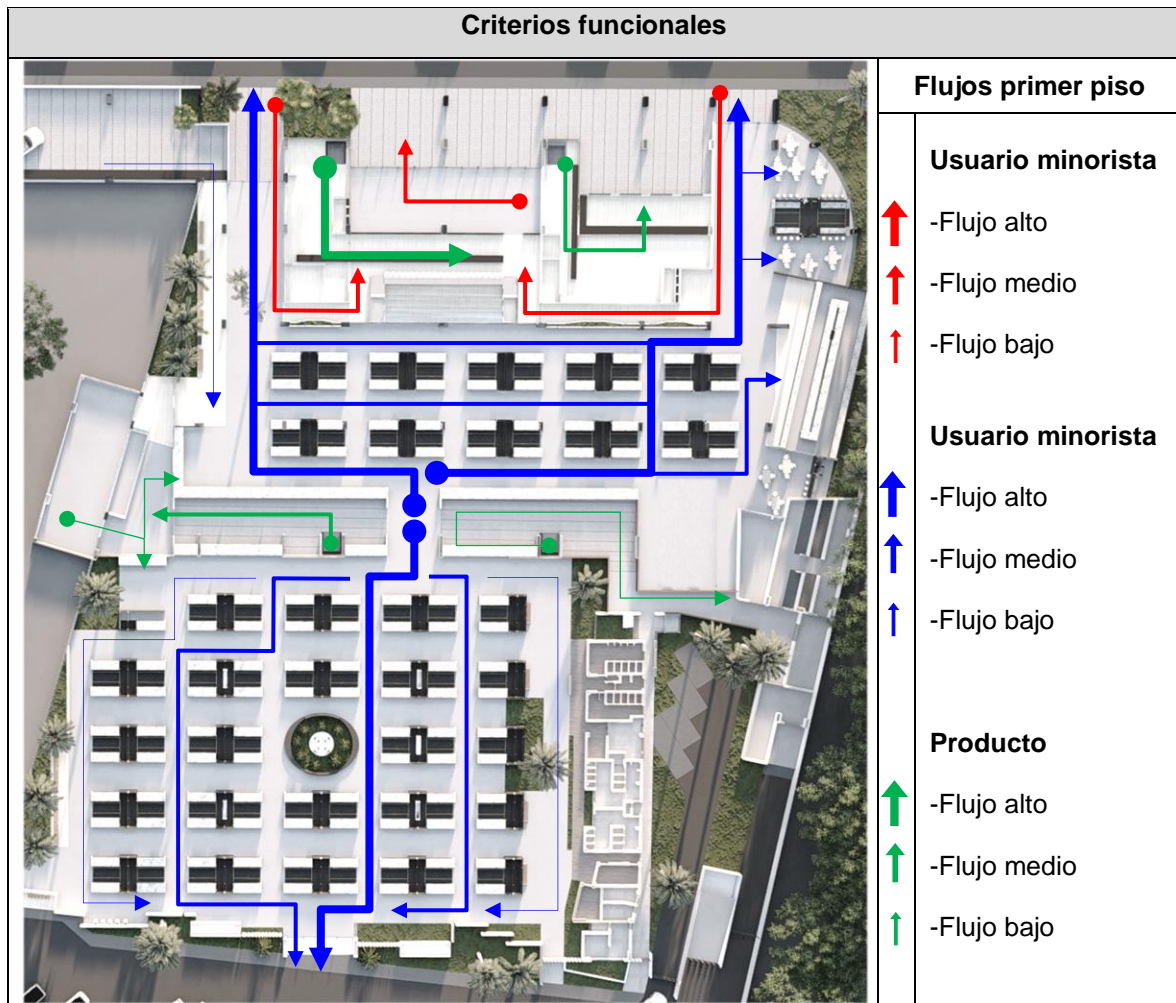 Criterios funcionales
Flujos primer piso
Usuario minorista
-Flujo alto
-Flujo medio
-Flujo bajo
Usuario minorista
-Flujo alto
-Flujo medio
-Flujo bajo
Producto
-Flujo alto
-Flujo medio
-Flujo bajo